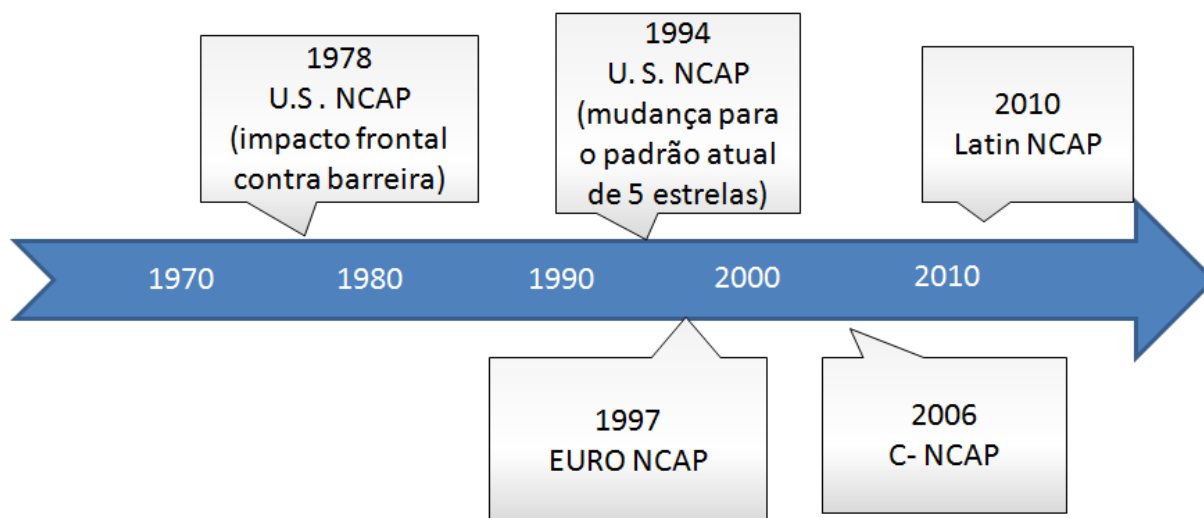 1978
U.S . NCAP
(impacto frontal
contra barreira)
1994
U. S. NCAP
(mudança para
o padrão atual
de 5 estrelas)
2010
Latin NCAP
1970 1980 1990 2000 2010
1997
EURO NCAP
2006
C- NCAP